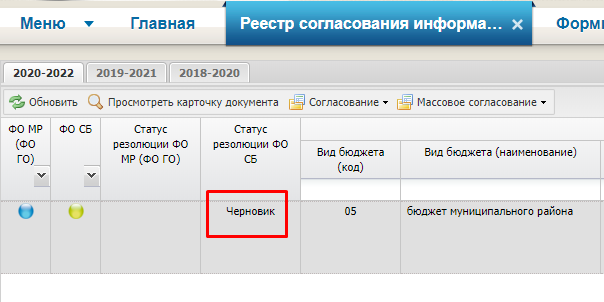 Меню Главная Реестр согласования информа... Форми
2020-2022 2019-2021 2018-2020
Обновить Просмотреть карточку документа Согласование Массовое согласование
ФО МР (ФО ГО)
ФО СБ
Статус резолюции ФО МР (ФО ГО)
Статус резолюции ФО СБ
Вид бюджета (код)
Вид бюджета (наименование)
Черновик 05 бюджет муниципального района